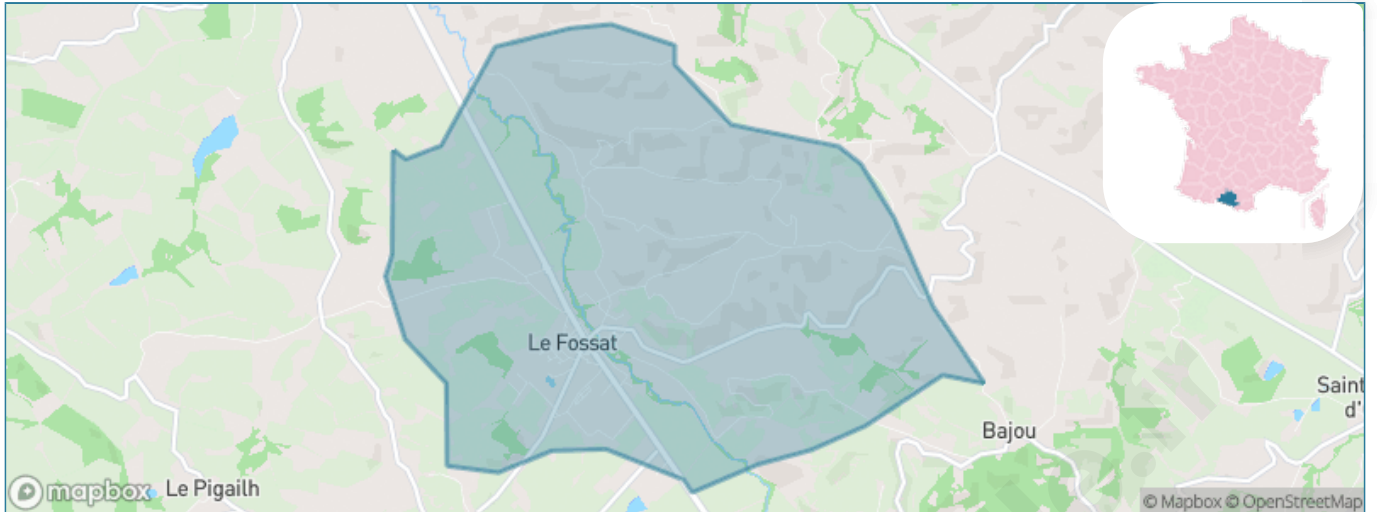 Le Fossat
Saint
d'
Bajou
Le Pigailh
mapbox
© Mapbox © OpenStreetMap